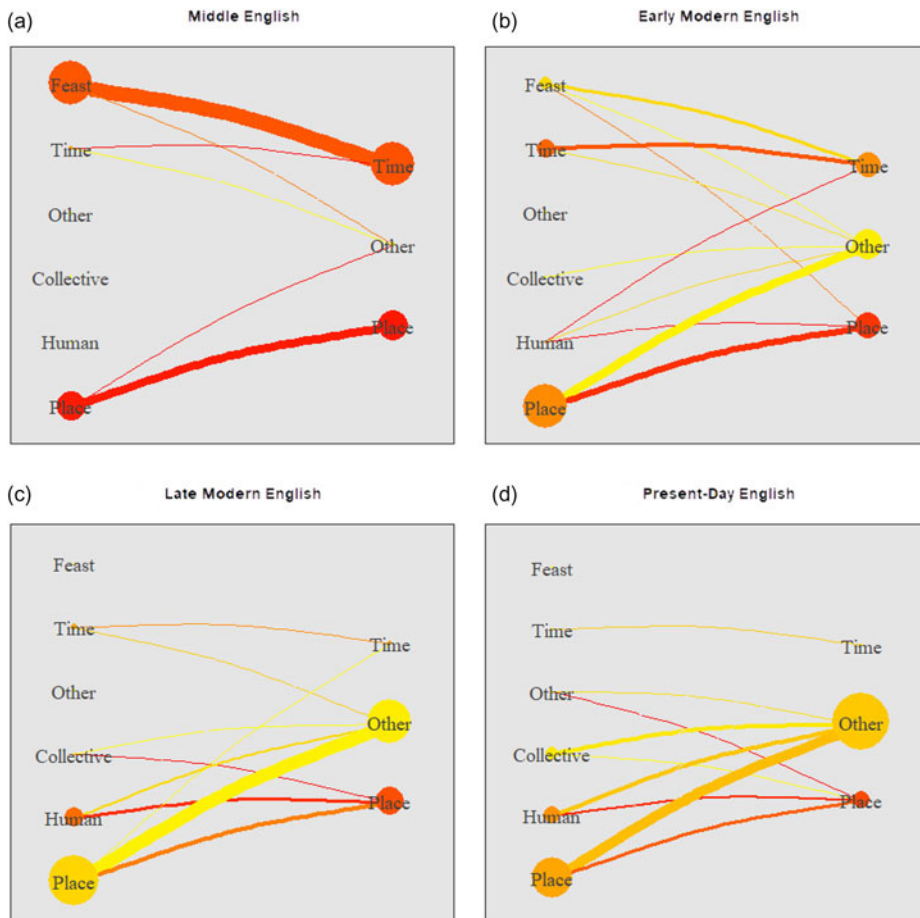 (a)
Middle English
Feast
Time
Time
Other
Other
Collective
Place
Human
Place
(b)
Early Modern English
Feast
Time
Time
Other
Other
Collective
Place
Human
Place
(c)
Late Modern English
Feast
Time
Time
Other
Other
Collective
Place
Human
Place
(d)
Present-Day English
Feast
Time
Time
Other
Other
Collective
Place
Human
Place